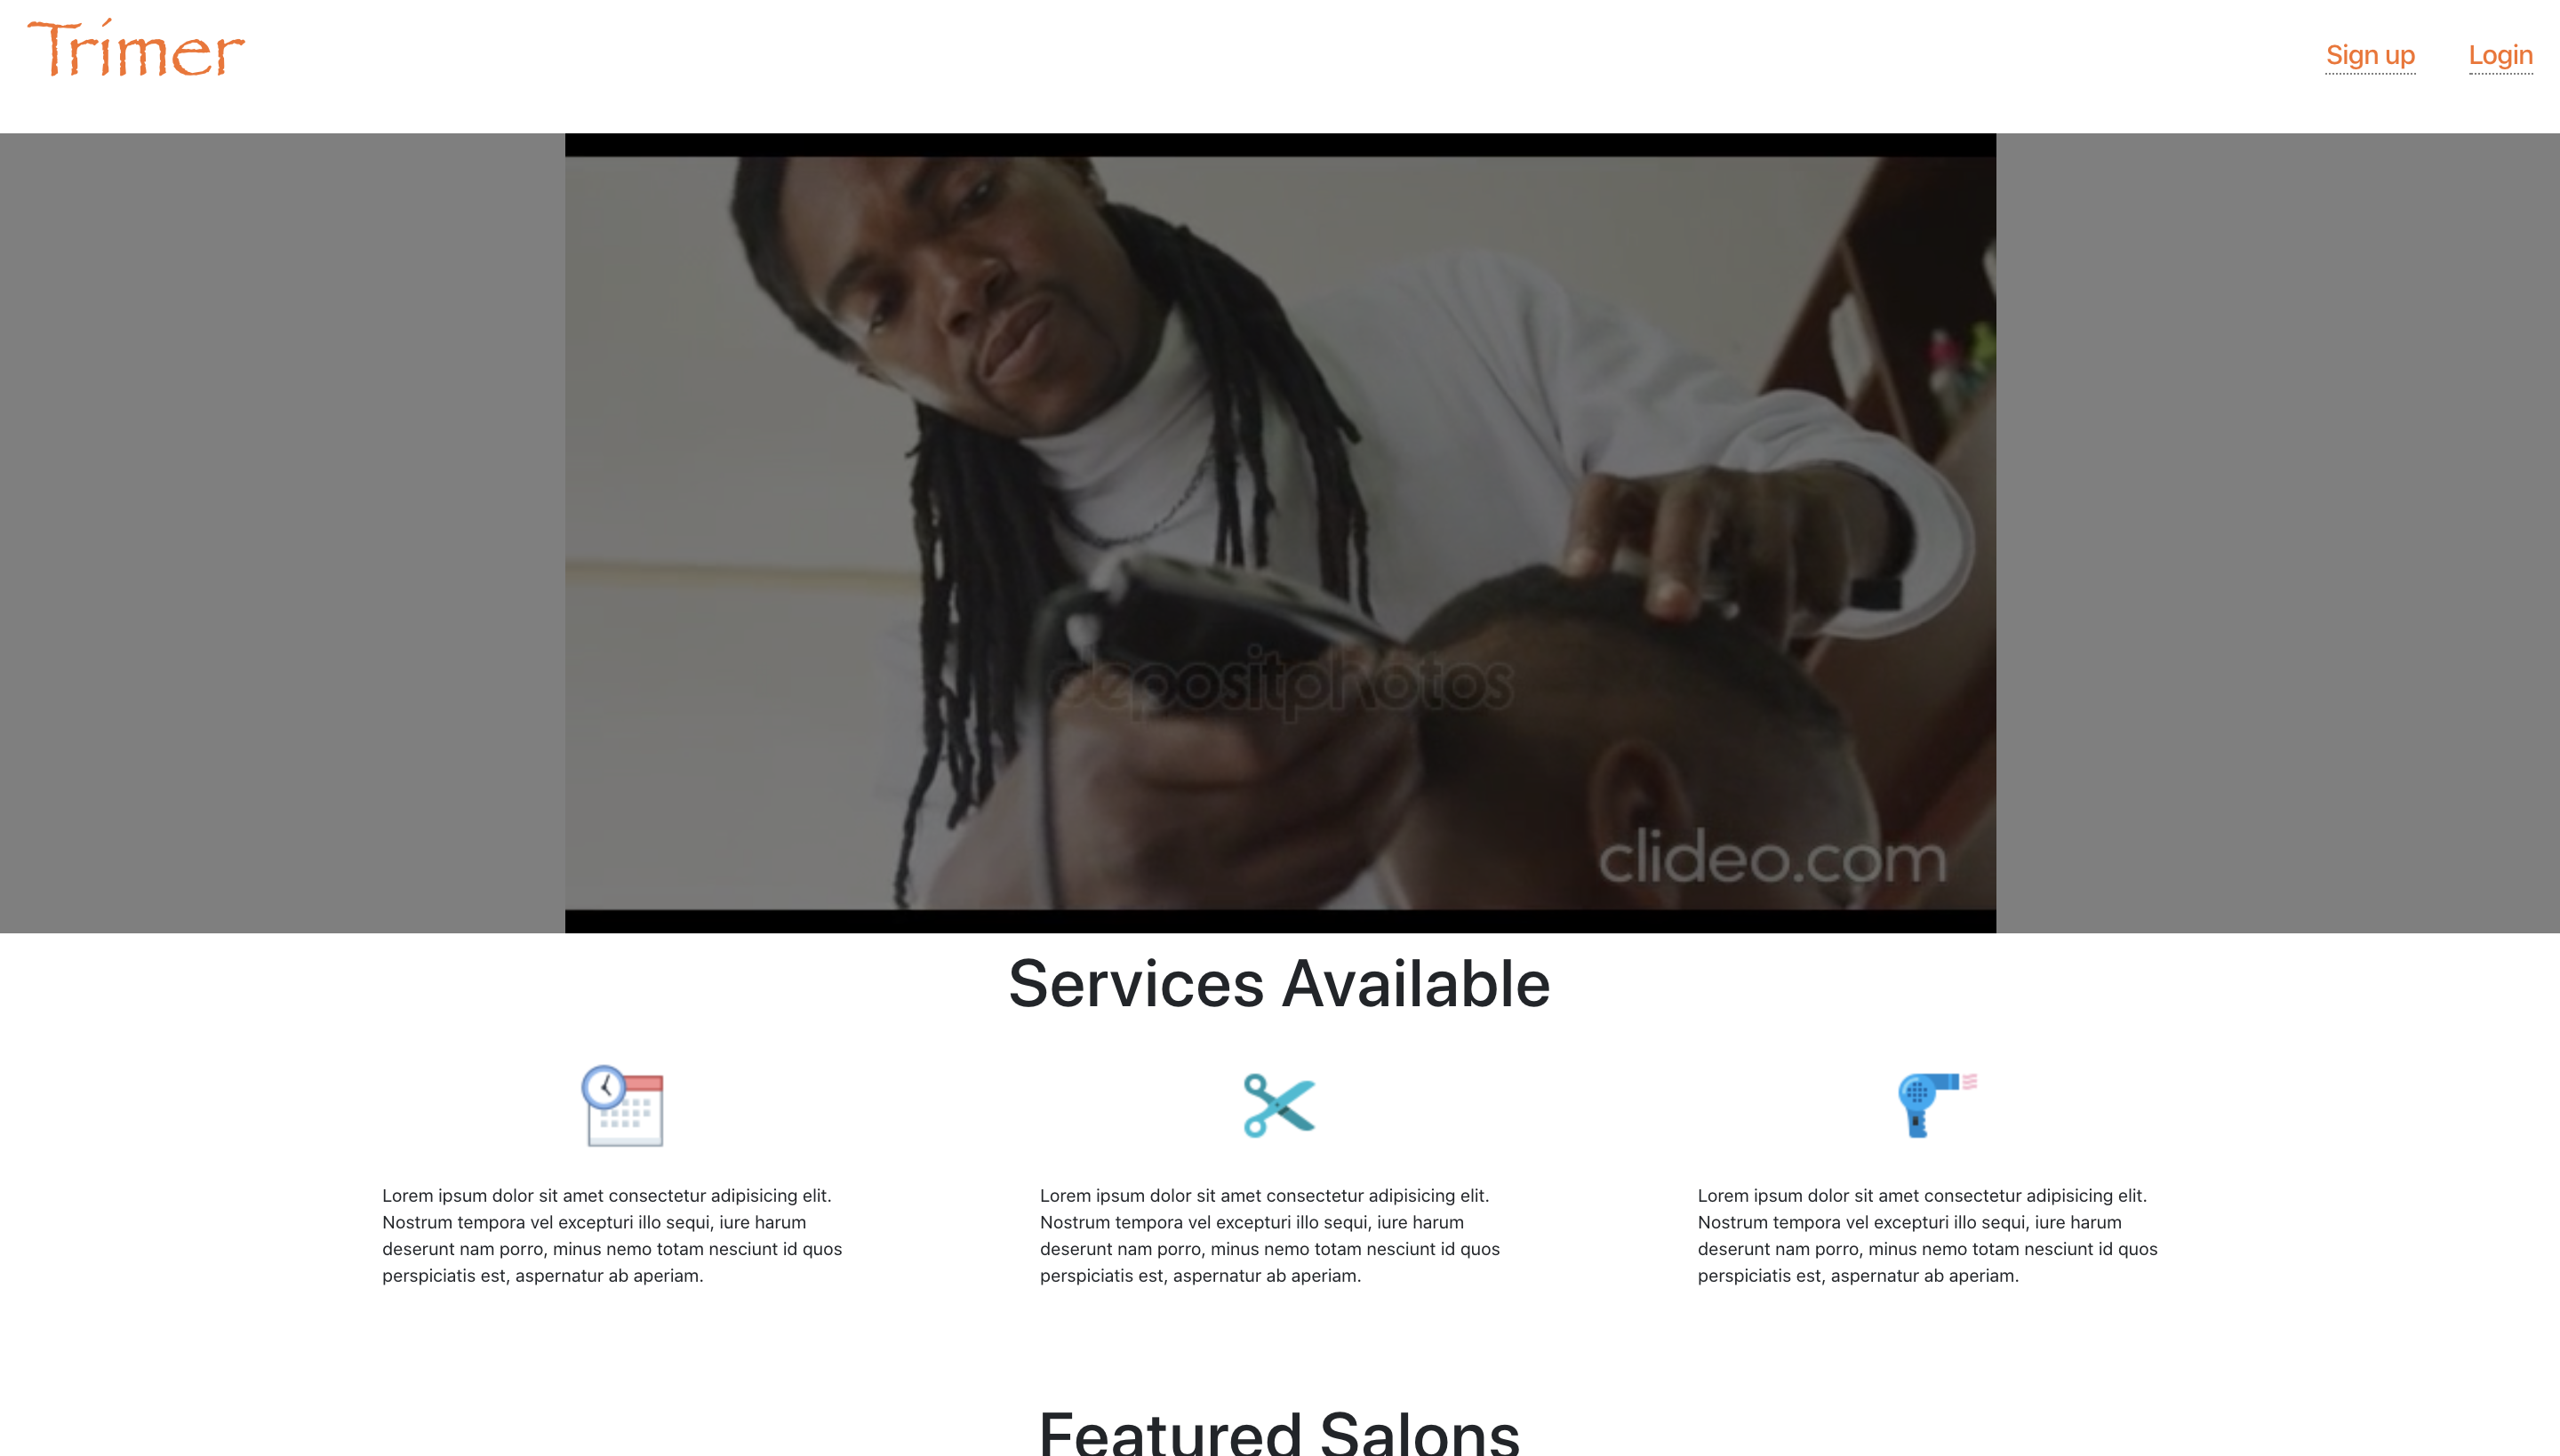 Trimer
Sign up
Login
depositphotos
clideo.com
Services Available
Lorem ipsum dolor sit amet consectetur adipisicing elit.
Nostrum tempora vel excepturi illo sequi, iure harum
deserunt nam porro, minus nemo totam nesciunt id quos
perspiciatis est, aspernatur ab aperiam.
Lorem ipsum dolor sit amet consectetur adipisicing elit.
Nostrum tempora vel excepturi illo sequi, iure harum
deserunt nam porro, minus nemo totam nesciunt id quos
perspiciatis est, aspernatur ab aperiam.
Lorem ipsum dolor sit amet consectetur adipisicing elit.
Nostrum tempora vel excepturi illo sequi, iure harum
deserunt nam porro, minus nemo totam nesciunt id quos
perspiciatis est, aspernatur ab aperiam.
Featured Salons